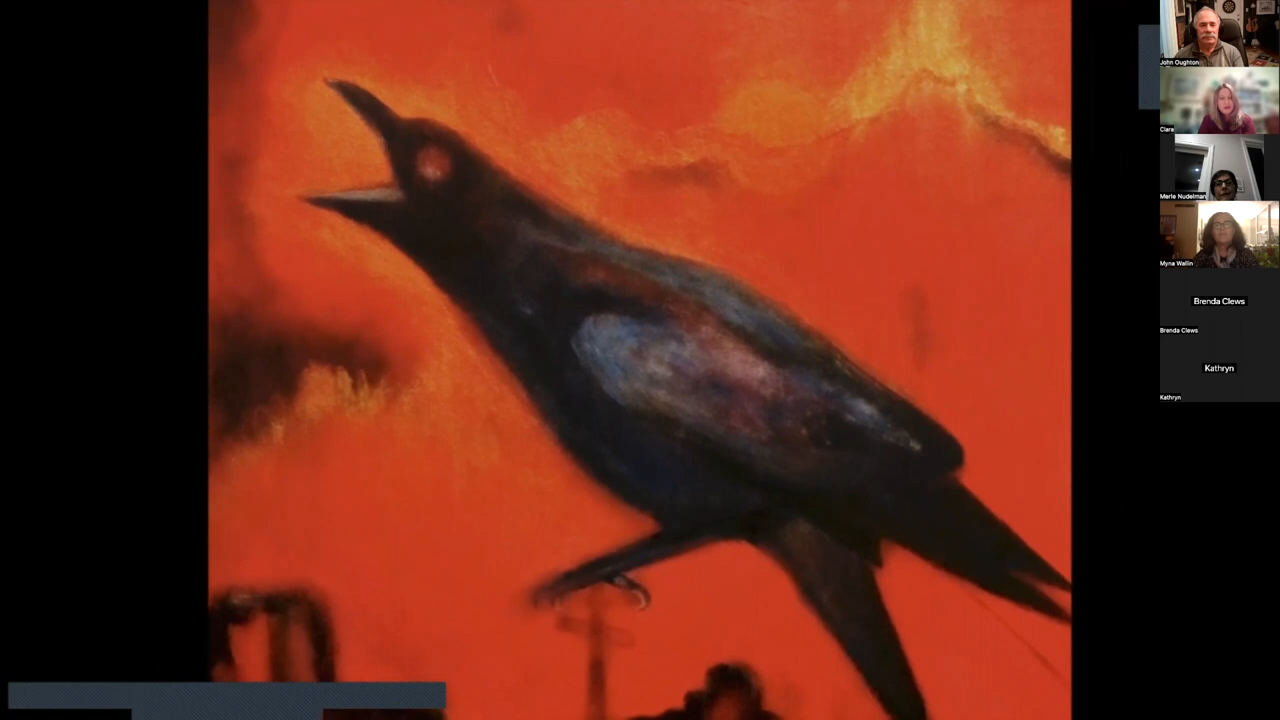 John Oughton
Clara
Merle Nudelman
Myna Wallin
Brenda Clews
Brenda Clews
Kathryn
Kathryn